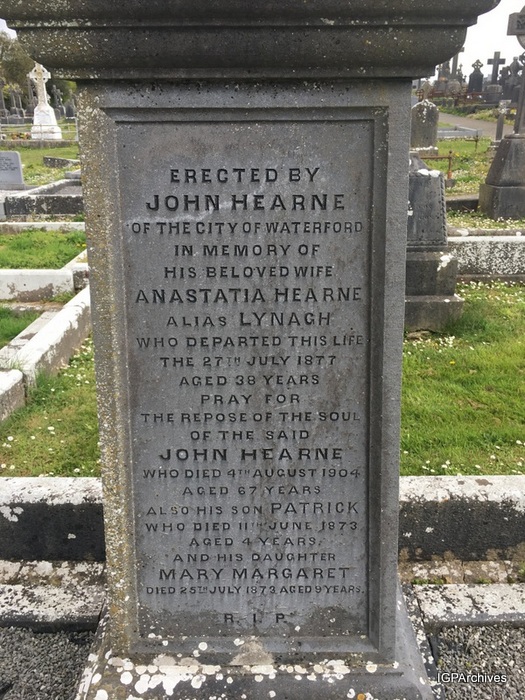 ERECTED BY
JOHN HEARNE
OF THE CITY OF WATERFORD
IN MEMORY OF
HIS BELOVED WIFE
ANASTATIA HEARNE
ALIAS LYNAGH
WHO DEPARTED THIS LIFE
THE 27TH JULY 1877
AGED 38 YEARS
PRAY FOR
THE REPOSE OF THE SOUL
OF THE SAID
JOHN HEARNE
WHO DIED 4TH AUGUST 1904
AGED 67 YEARS
ALSO HIS SON PATRICK
WHO DIED 11TH JUNE 1873
AGED 4 YEARS,
AND HIS DAUGHTER
MARY MARGARET
DIED 25TH JULY 1873 AGED 9 YEARS.
R. I. P.
IGPArchives